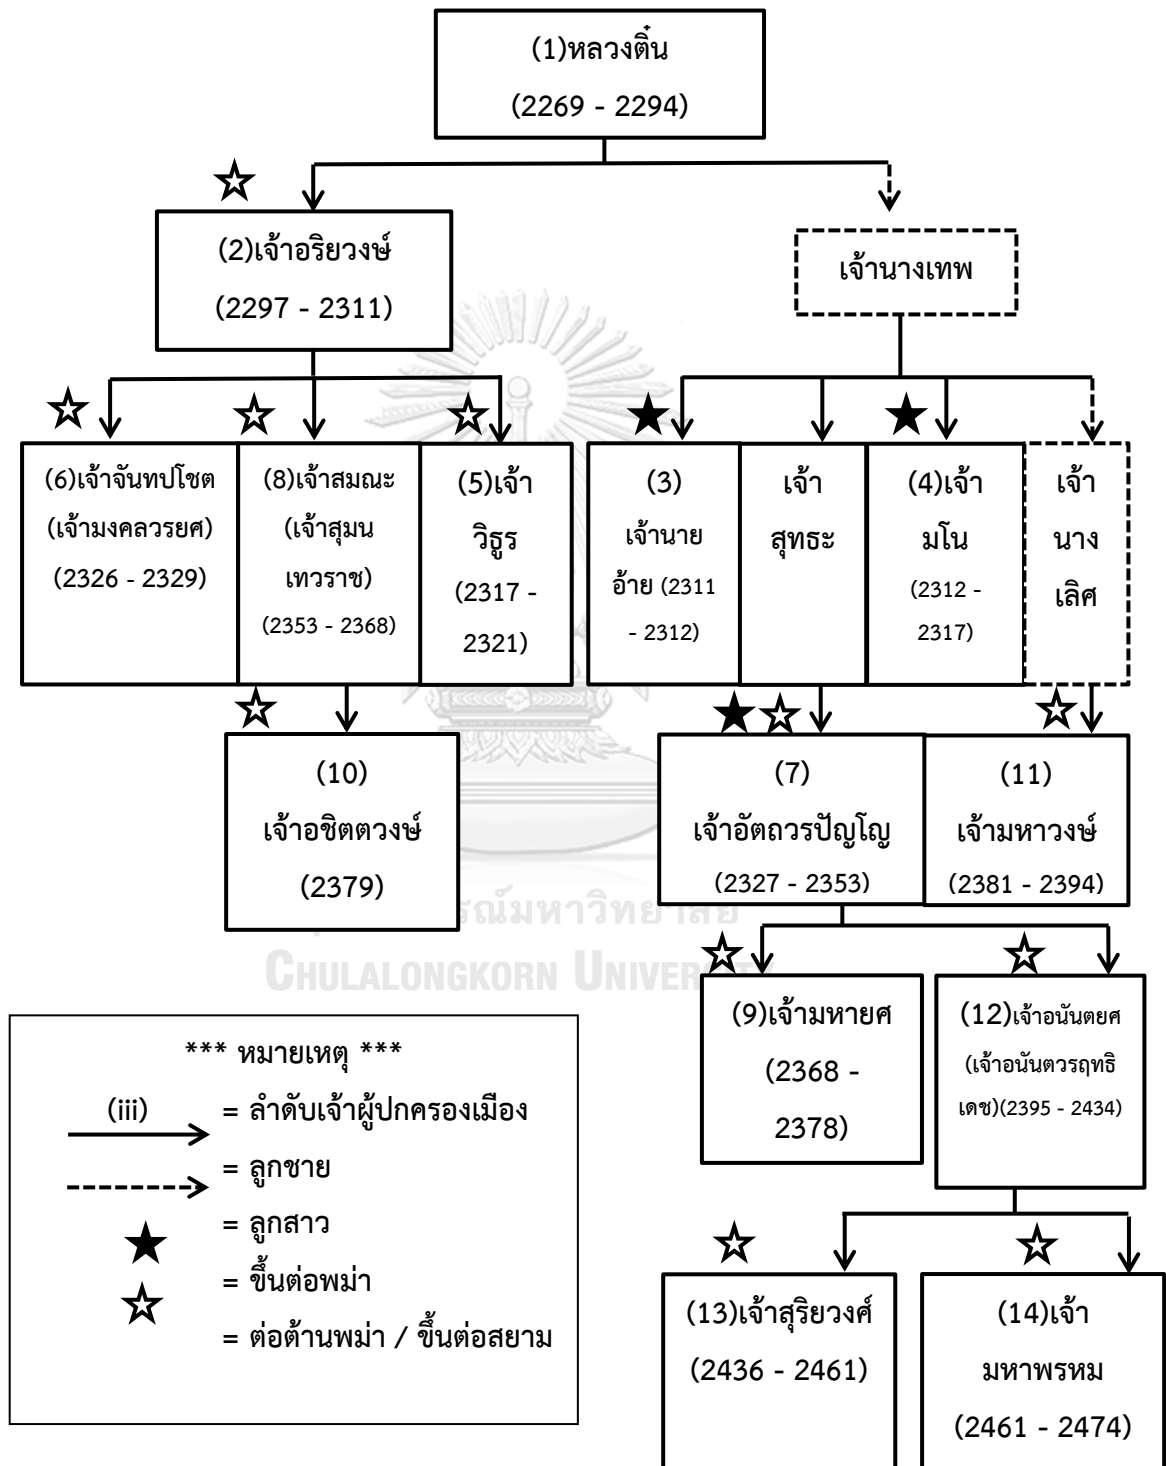 (1)หลวงติ๋น
(2269 - 2294)
(2)เจ้าอริยวงษ์
(2297 - 2311)
เจ้านางเทพ
(6)เจ้าจันทปโชต
(เจ้ามงคลวรยศ)
(2326 - 2329)
(8)เจ้าสมณะ
(เจ้าสุมน
เทวราช)
(2353 - 2368)
(5)เจ้า
วิธูร
(2317 -
2321)
(3)
เจ้านาย
อ้าย (2311
- 2312)
เจ้า
สุทธะ
(4)เจ้า
มโน
(2312 -
2317)
เจ้า
นาง
เลิศ
(10)
เจ้าอชิตตวงษ์
(2379)
(7)
เจ้าอัตถวรปัญโญ
(2327 - 2353)
(11)
เจ้ามหาวงษ์
(2381 - 2394)
CHULALONGKORN UNIVERSITY
(9)เจ้ามหายศ
(2368 -
2378)
(12)เจ้าอนันตยศ
(เจ้าอนันตวรฤทธิ
เดช)(2395 - 2434)
*** หมายเหตุ ***
(iii) = ลำดับเจ้าผู้ปกครองเมือง
= ลูกชาย
= ลูกสาว
= ขึ้นต่อพม่า
= ต่อต้านพม่า / ขึ้นต่อสยาม
(13)เจ้าสุริยวงศ์
(2436 - 2461)
(14)เจ้า
มหาพรหม
(2461 - 2474)